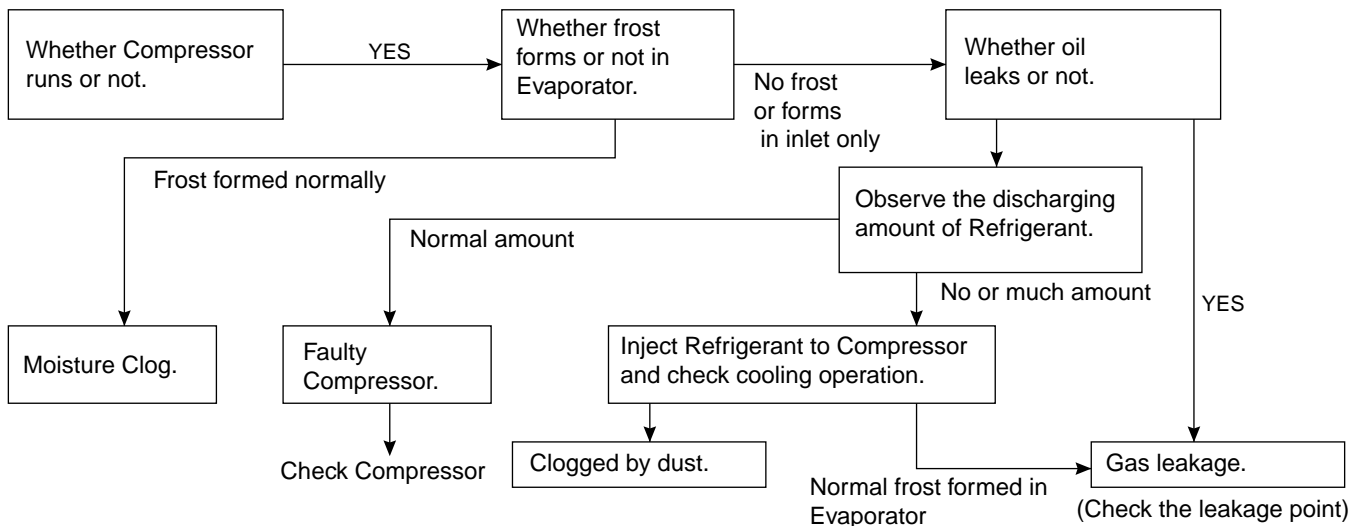 Whether Compressor
runs or not.
YES
Whether frost
forms or not in
Evaporator.
No frost
or forms
in inlet only
Whether oil
leaks or not.
Frost formed normally
Observe the discharging
amount of Refrigerant.
Normal amount
No or much amount
YES
Moisture Clog.
Faulty
Compressor.
Inject Refrigerant to Compressor
and check cooling operation.
Check Compressor
Clogged by dust.
Normal frost formed in
Evaporator
Gas leakage.
(Check the leakage point)